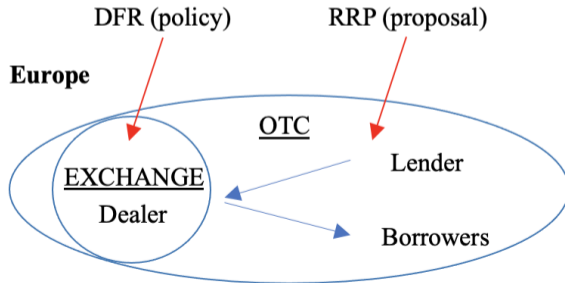 DFR (policy)
RRP (proposal)
Europe
OTC
EXCHANGE
Dealer
Lender
Borrowers